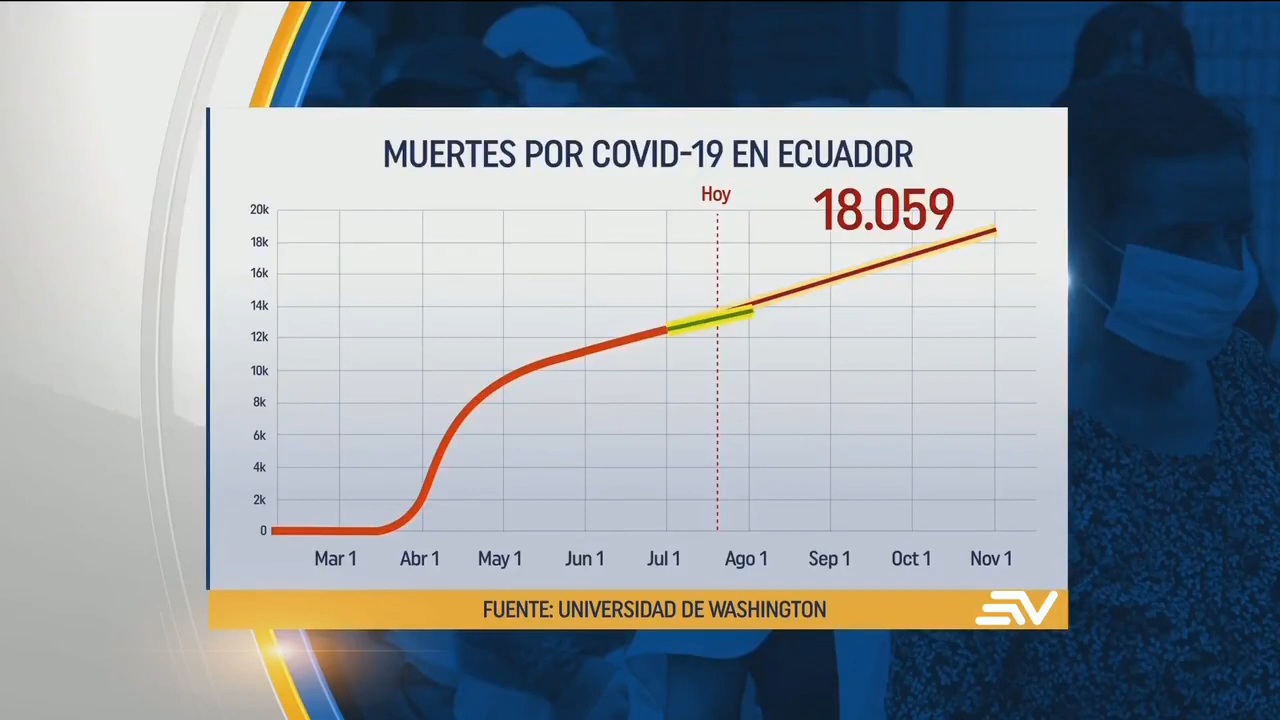 MUERTES POR COVID-19 EN ECUADOR
Hoy
18.059
20k
18k
16k
14k
12k
10k
8k
6k
4k
2k
0
Mar 1 Abr 1 May 1 Jun 1 Jul 1 Ago 1 Sep 1 Oct 1 Nov 1
FUENTE: UNIVERSIDAD DE WASHINGTON